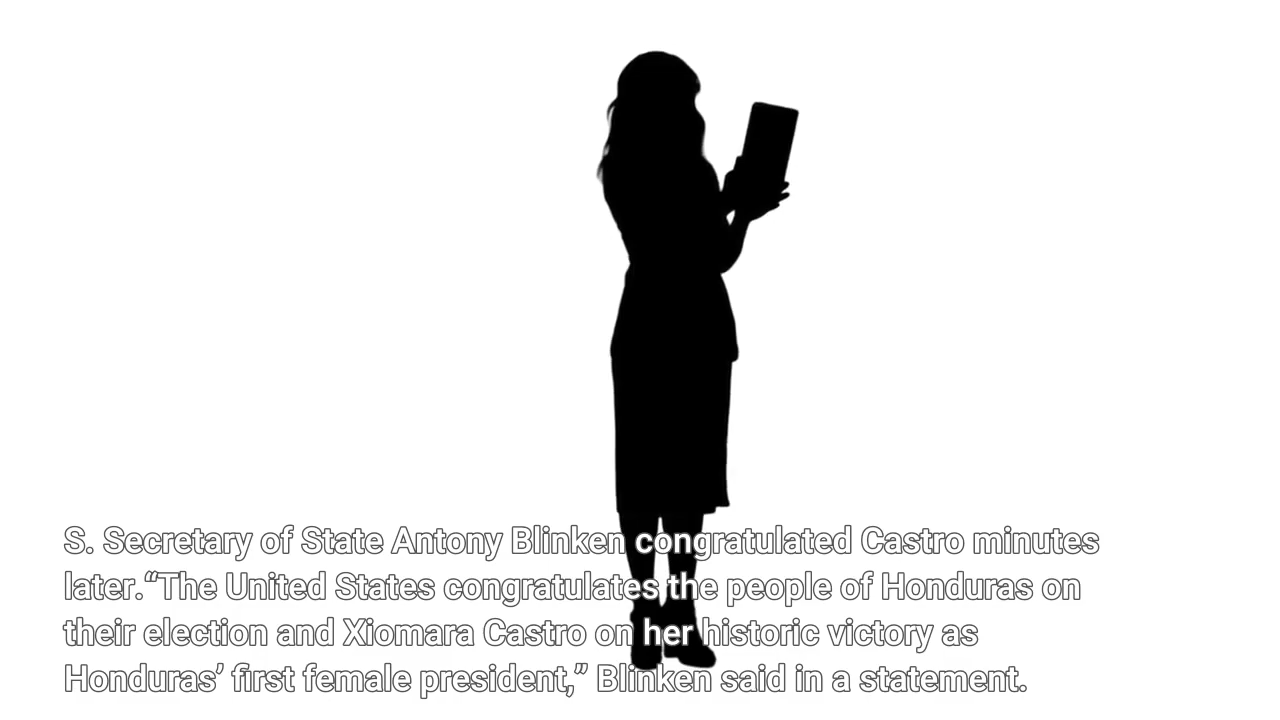 S. Secretary of State Antony Blinken congratulated Castro minutes
later.“The United States congratulates the people of Honduras on
their election and Xiomara Castro on her historic victory as
Honduras’ first female president,” Blinken said in a statement.